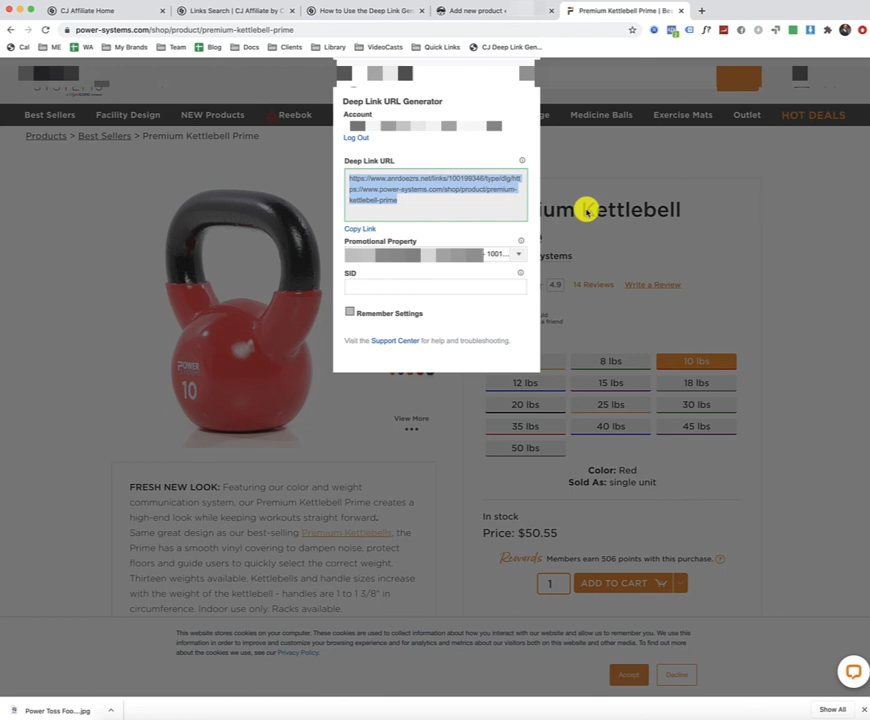 CJ Affiliate Home
Links Search | CJ Affiliate by C
How to Use the Deep Link Gen
Add new product ‹
Premium Kettlebell Prime | Bes
power-systems.com/shop/product/premium-kettlebell-prime
Cal ME WA My Brands Team Blog Docs Clients Library VideoCasts Quick Links CJ Deep Link Gen...
Best Sellers Facility Design NEW Products Reebok Medicine Balls Exercise Mats Outlet HOT DEALS
Products > Best Sellers > Premium Kettlebell Prime
Deep Link URL Generator
Account
Log Out
Deep Link URL
https://www.anrdoezrs.net/links/100199346/type/dlg/htt
ps://www.power-systems.com/shop/product/premium-
kettlebell-prime
Copy Link
Promotional Property
- 1001...
SID
Remember Settings
Visit the Support Center for help and troubleshooting.
POWER
10
View More
Kettlebell
4.9 14 Reviews Write a Review
a friend
8 lbs 10 lbs
12 lbs 15 lbs 18 lbs
20 lbs 25 lbs 30 lbs
35 lbs 40 lbs 45 lbs
50 lbs
Color: Red
Sold As: single unit
In stock
Price: $50.55
Rewards Members earn 506 points with this purchase. ?
1 ADD TO CART
FRESH NEW LOOK: Featuring our color and weight
communication system, our Premium Kettlebell Prime creates a
high-end look while keeping workouts straight forward.
Same great design as our best-selling Premium Kettlebells, the
Prime has a smooth vinyl covering to dampen noise, protect
floors and guide users to quickly select the correct weight.
Thirteen weights available. Kettlebells and handle sizes increase
with the weight of the kettlebell - handles are 1 to 1 3/8" in
circumference. Indoor use only. Racks available.
This website stores cookies on your computer. These cookies are used to collect information about how you interact with our website and allow us to remember you. We use this
information in order to improve and customize your browsing experience and for analytics and metrics about our visitors both on this website and other media. To find out more
about the cookies we use, see our Privacy Policy.
Accept Decline
Power Toss Foo....jpg
Show All